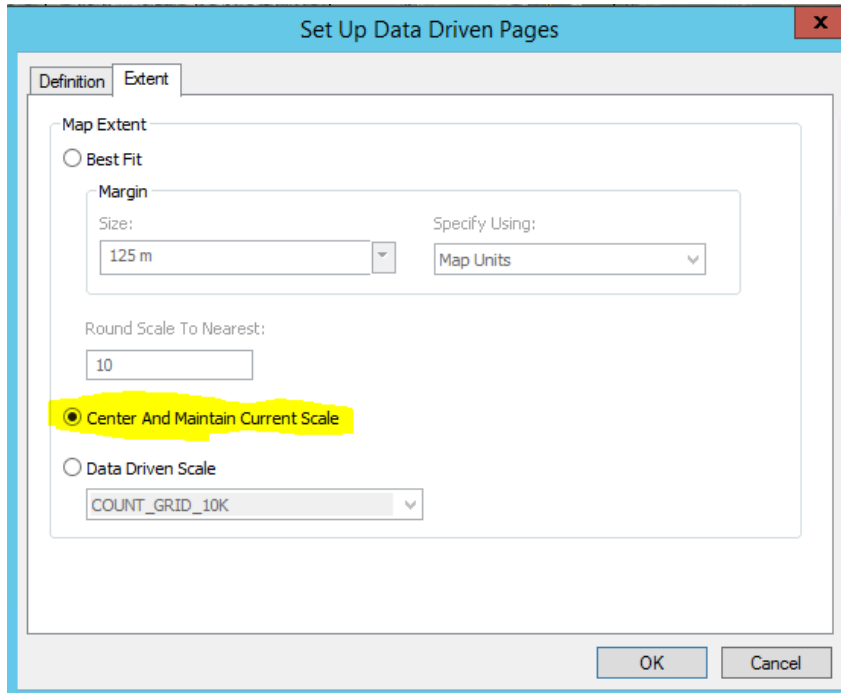 Set Up Data Driven Pages
x
Definition Extent
Map Extent
Best Fit
Margin
Size: Specify Using:
125 m Map Units
Round Scale To Nearest:
10
Center And Maintain Current Scale
Data Driven Scale
COUNT_GRID_10K
OK Cancel